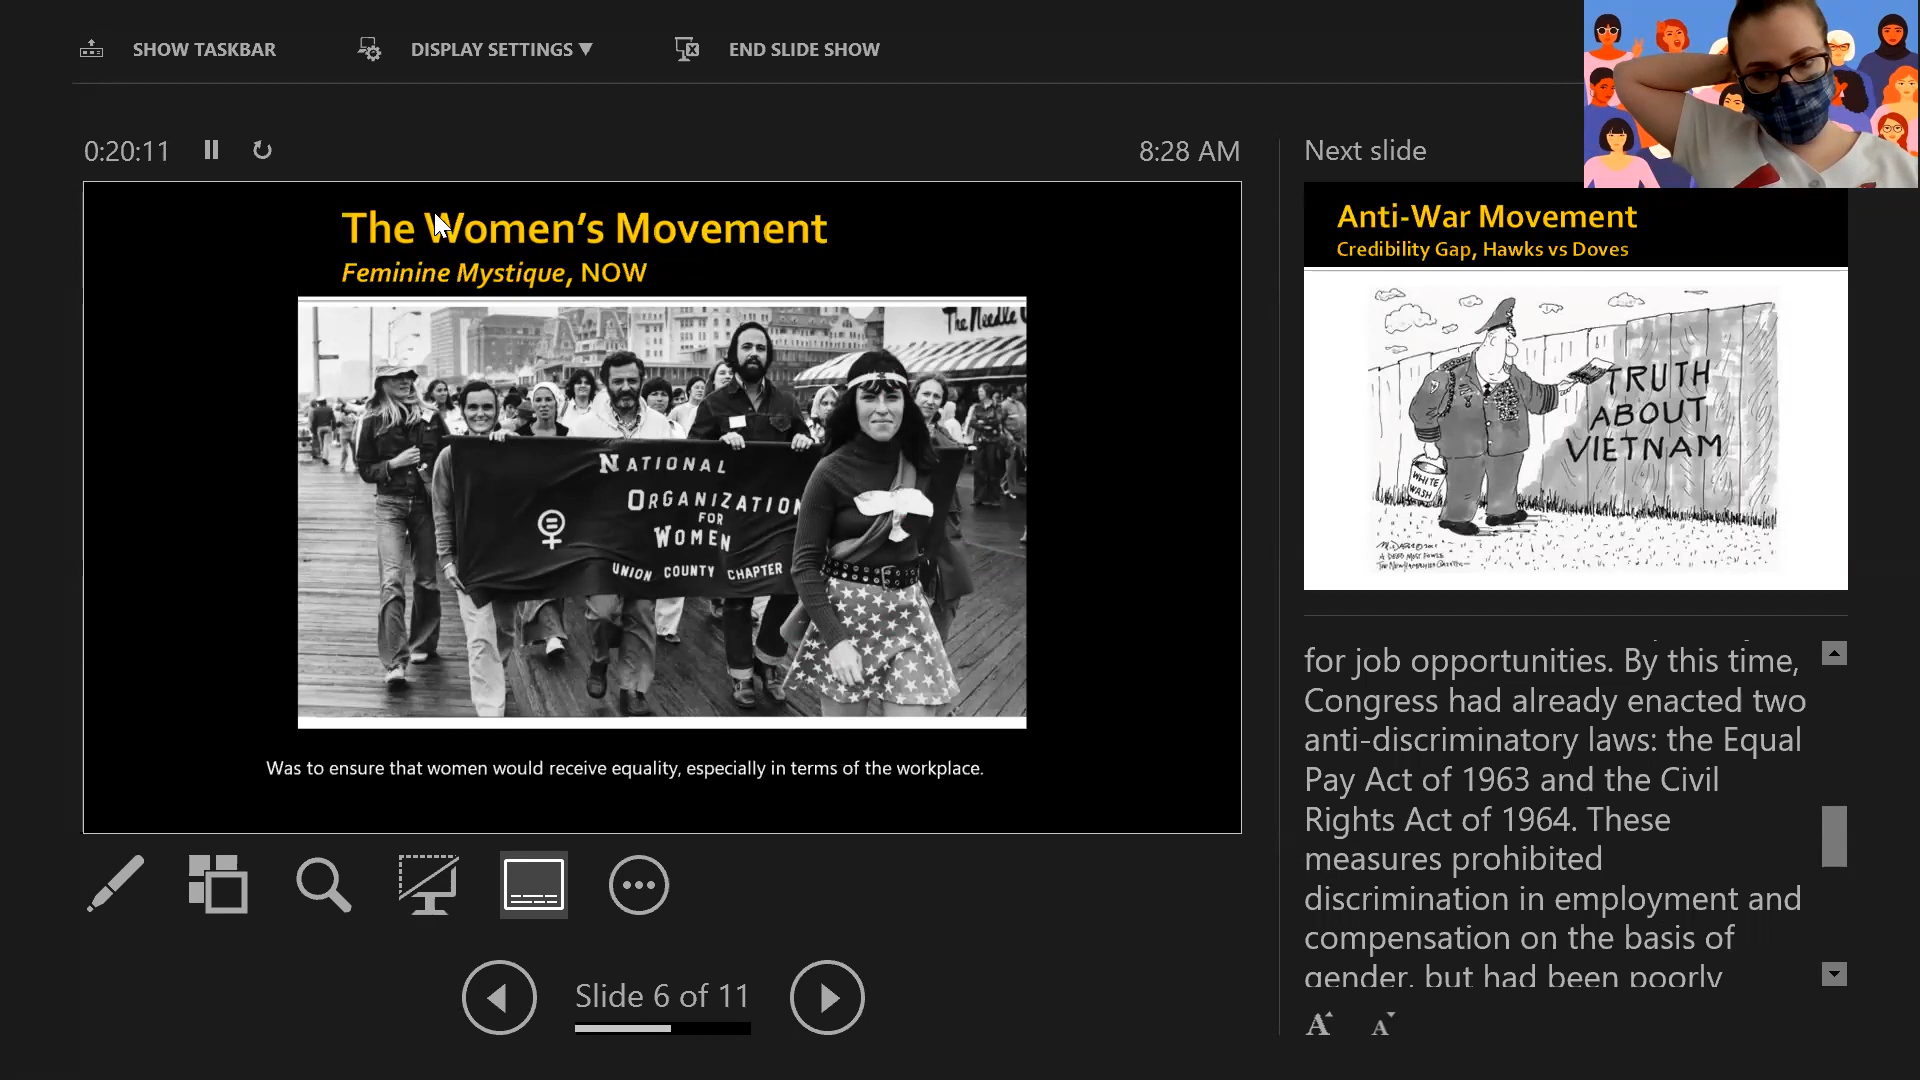 SHOW TASKBAR
DISPLAY SETTINGS ▼
END SLIDE SHOW
0:20:11
8:28 AM
The Women's Movement
Feminine Mystique, NOW
The Needle
NATIONAL
ORGANIZATION
FOR
WOMEN
UNION COUNTY CHAPTER
Was to ensure that women would receive equality, especially in terms of the workplace.
Slide 6 of 11
Next slide
Anti-War Movement
Credibility Gap, Hawks vs Doves
TRUTH
ABOUT
VIETNAM
WHITE
WASH
for job opportunities. By this time,
Congress had already enacted two
anti-discriminatory laws: the Equal
Pay Act of 1963 and the Civil
Rights Act of 1964. These
measures prohibited
discrimination in employment and
compensation on the basis of
gender, but had been poorly
A A